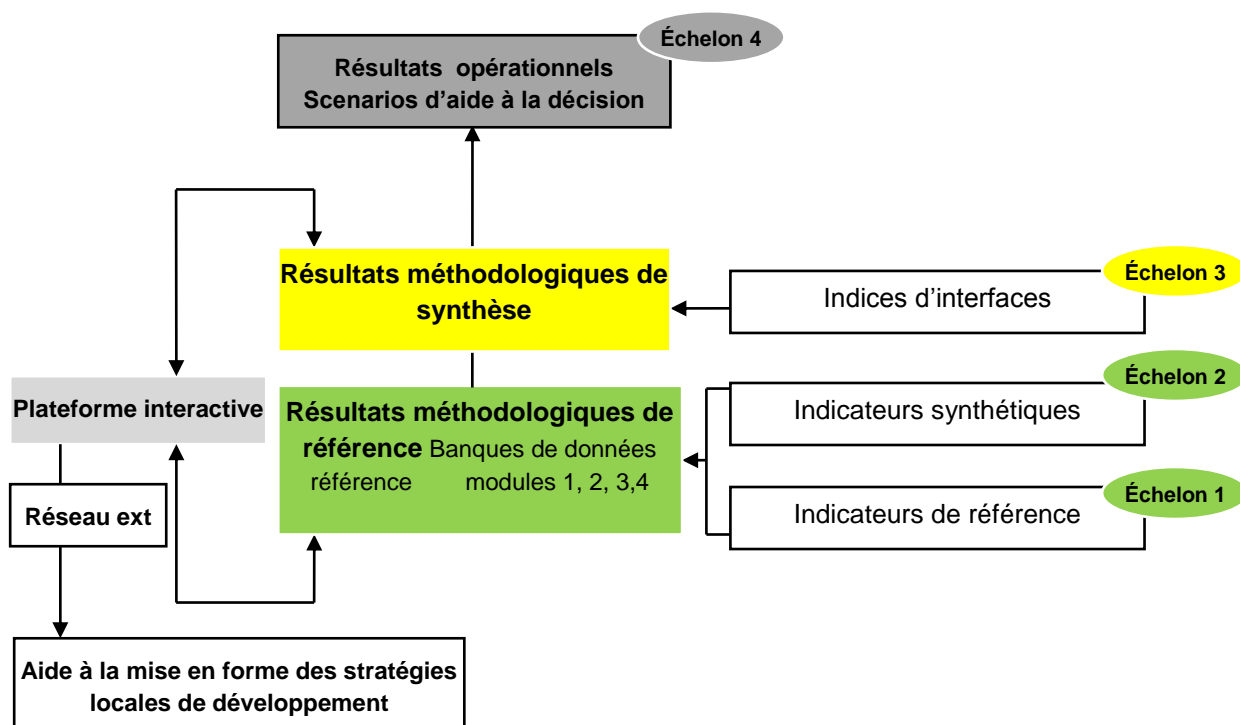 Échelon 4
Résultats opérationnels
Scenarios d’aide à la décision
Résultats méthodologiques de
synthèse
Échelon 3
Indices d’interfaces
Plateforme interactive
Résultats méthodologiques de
référence Banques de données
référence modules 1, 2, 3,4
Échelon 2
Indicateurs synthétiques
Échelon 1
Indicateurs de référence
Réseau ext
Aide à la mise en forme des stratégies
locales de développement